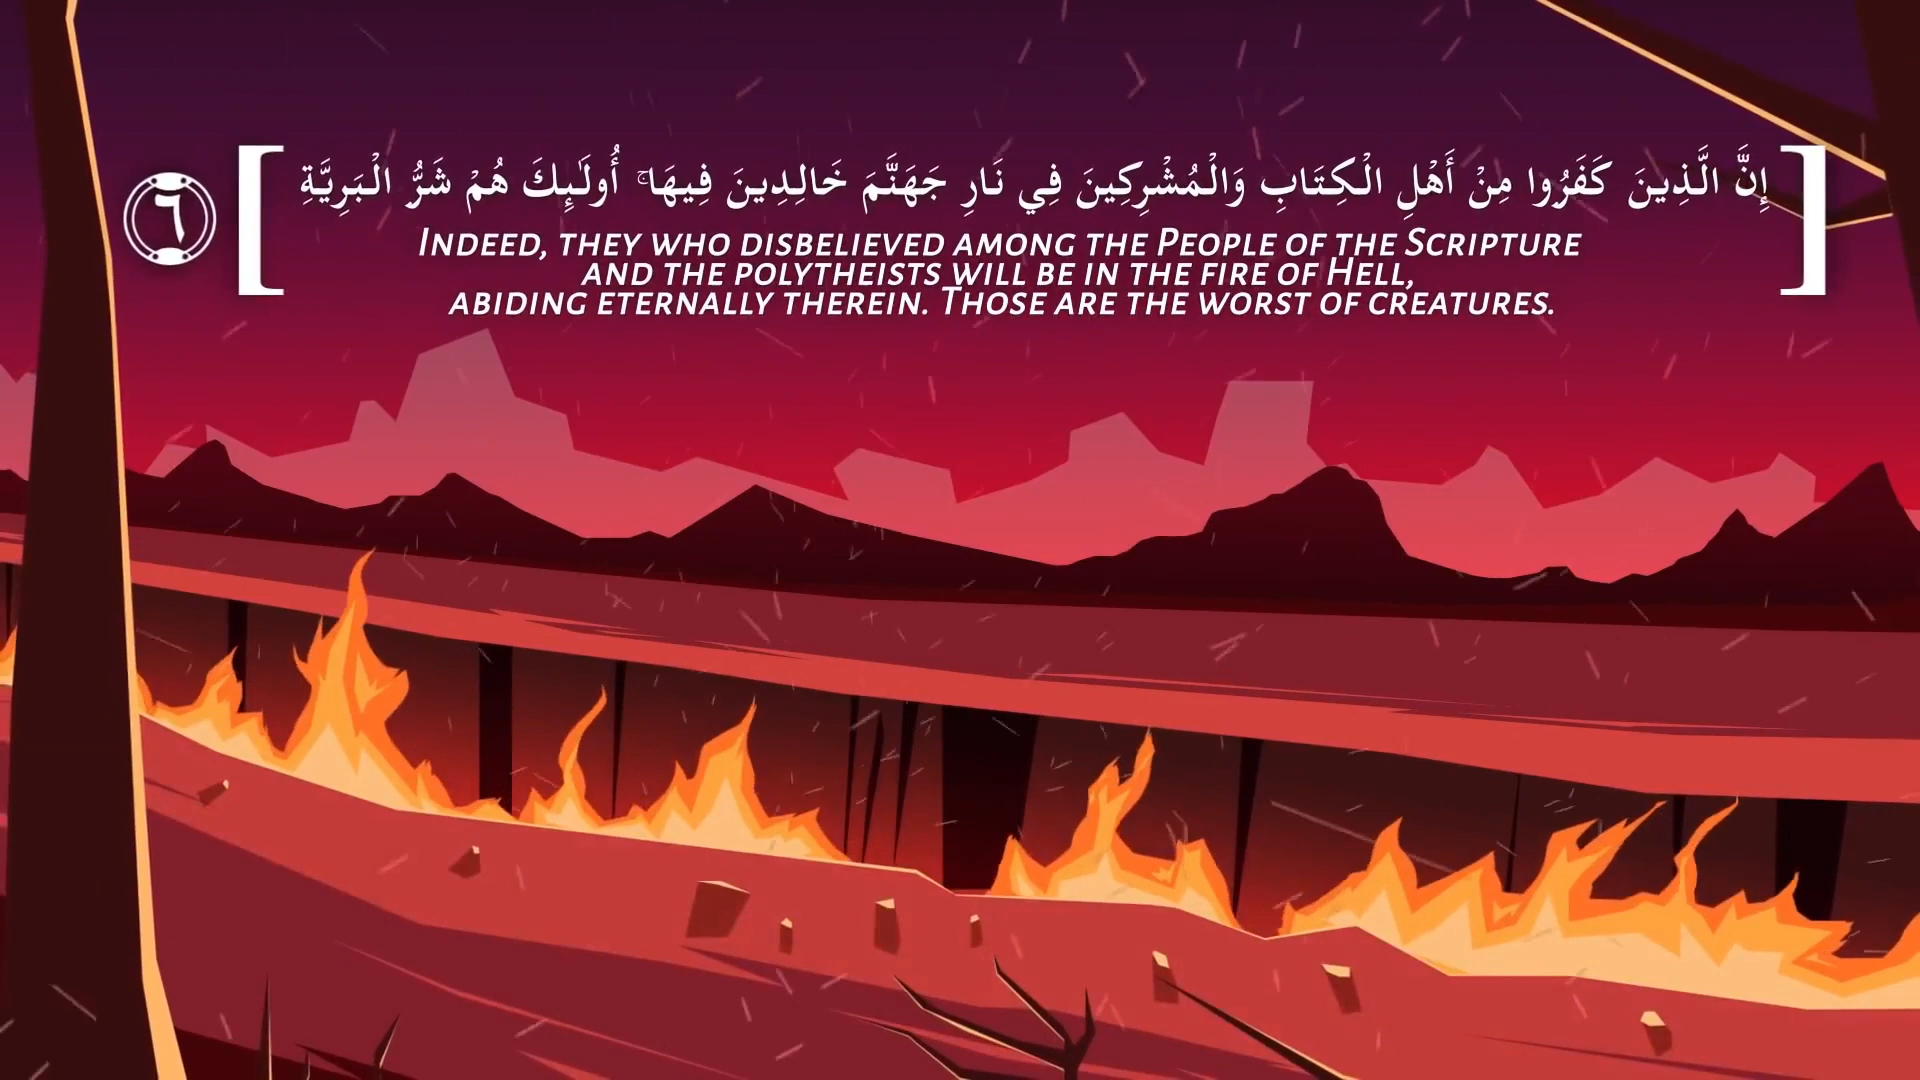 إِنَّ الَّذِينَ كَفَرُوا مِنْ أَهْلِ الْكِتَابِ وَالْمُشْرِكِينَ فِي نَارِ جَهَنَّمَ خَالِدِينَ فِيهَا ۚ أُولَٰئِكَ هُمْ شَرُّ الْبَرِيَّةِ ٦
INDEED, THEY WHO DISBELIEVED AMONG THE PEOPLE OF THE SCRIPTURE
AND THE POLYTHEISTS WILL BE IN THE FIRE OF HELL,
ABIDING ETERNALLY THEREIN. THOSE ARE THE WORST OF CREATURES.